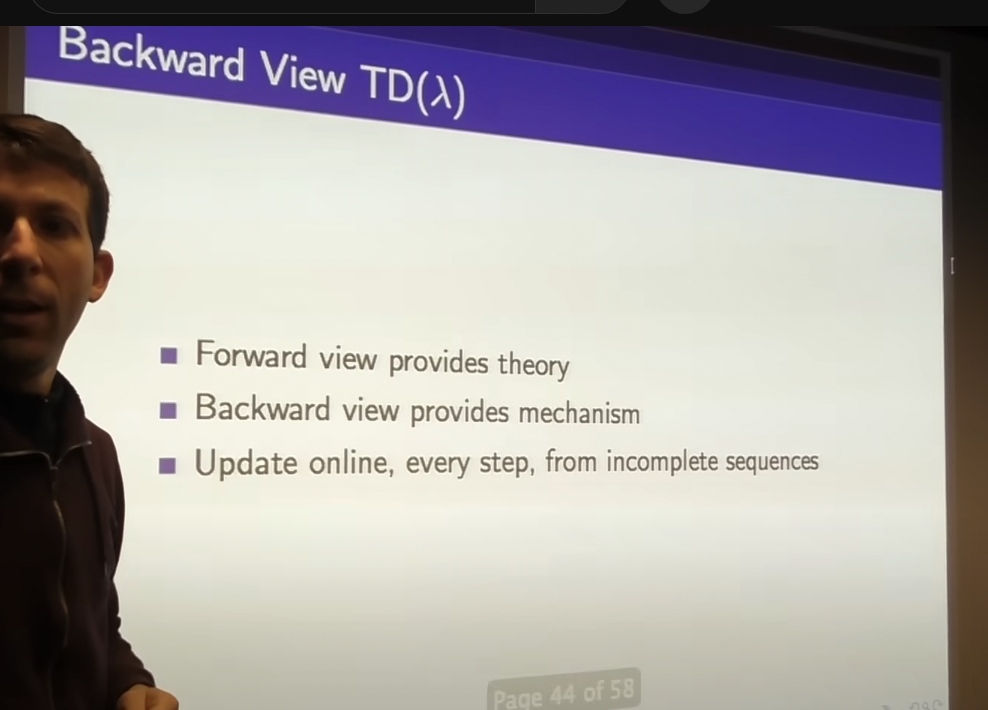 Backward View TD(λ)
Forward view provides theory
Backward view provides mechanism
Update online, every step, from incomplete sequences
Page 44 of 58